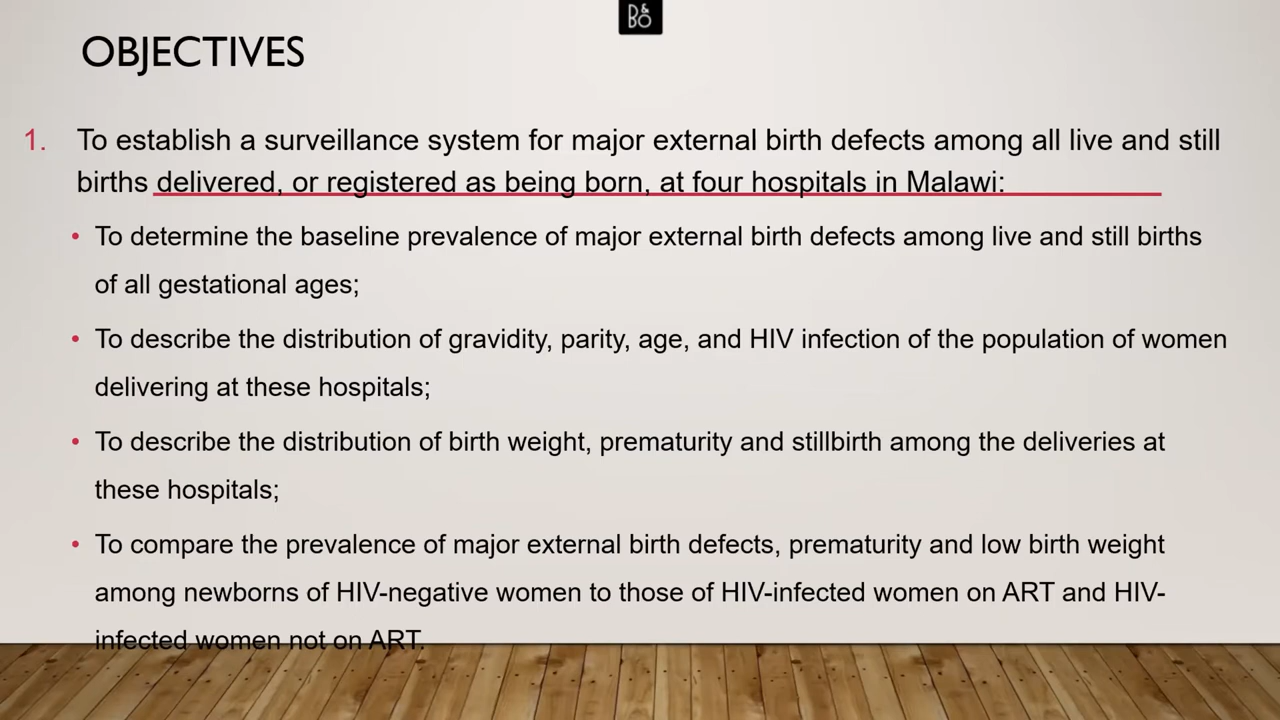 B&
BO
OBJECTIVES
1. To establish a surveillance system for major external birth defects among all live and still
births delivered, or registered as being born, at four hospitals in Malawi:
• To determine the baseline prevalence of major external birth defects among live and still births
of all gestational ages;
• To describe the distribution of gravidity, parity, age, and HIV infection of the population of women
delivering at these hospitals;
• To describe the distribution of birth weight, prematurity and stillbirth among the deliveries at
these hospitals;
• To compare the prevalence of major external birth defects, prematurity and low birth weight
among newborns of HIV-negative women to those of HIV-infected women on ART and HIV-
infected women not on ART.